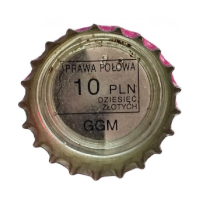 PRAWA POŁOWA
10 PLN
DZIESIĘĆ
ZŁOTYCH
GGM